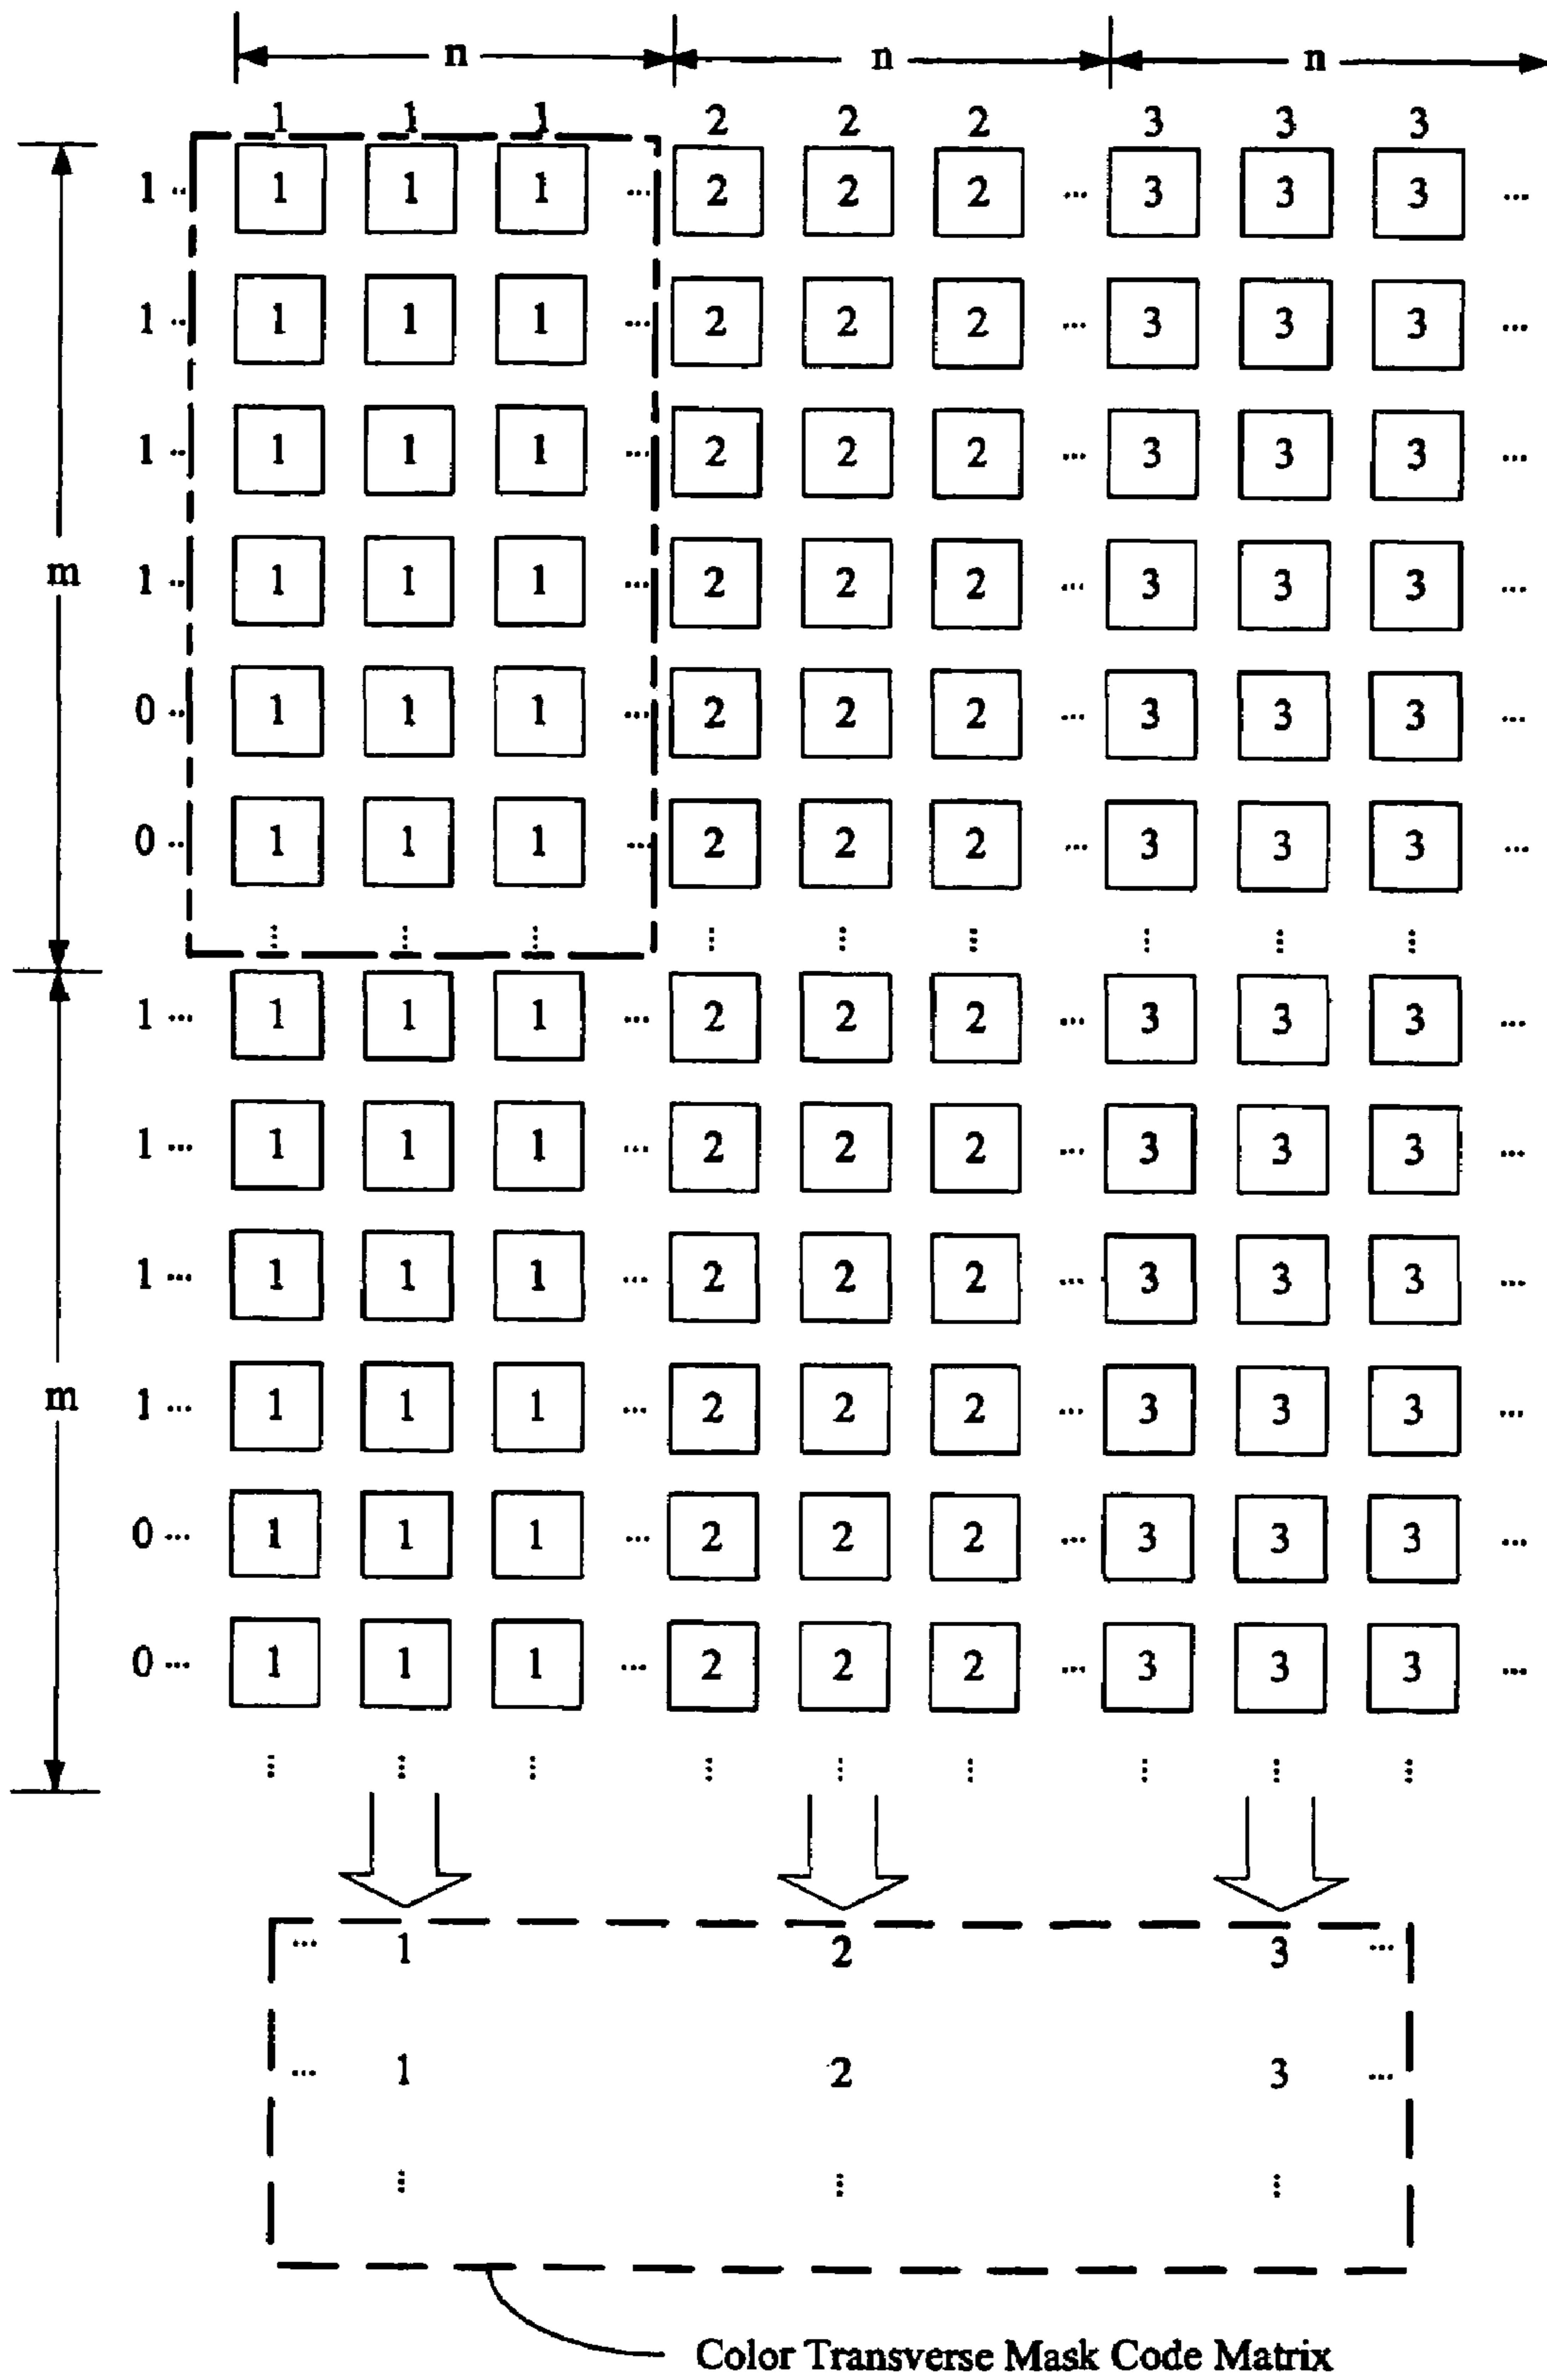 n n n
1 1 1 2 2 2 3 3 3
1 ... 1 1 1 ... 2 2 2 ... 3 3 3 ...
1 ... 1 1 1 ... 2 2 2 ... 3 3 3 ...
1 ... 1 1 1 ... 2 2 2 ... 3 3 3 ...
m 1 ... 1 1 1 ... 2 2 2 ... 3 3 3 ...
0 ... 1 1 1 ... 2 2 2 ... 3 3 3 ...
0 ... 1 1 1 ... 2 2 2 ... 3 3 3 ...
1 ... 1 1 1 ... 2 2 2 ... 3 3 3 ...
1 ... 1 1 1 ... 2 2 2 ... 3 3 3 ...
1 ... 1 1 1 ... 2 2 2 ... 3 3 3 ...
m 1 ... 1 1 1 ... 2 2 2 ... 3 3 3 ...
0 ... 1 1 1 ... 2 2 2 ... 3 3 3 ...
0 ... 1 1 1 ... 2 2 2 ... 3 3 3 ...
... 1 2 3 ...
... 1 2 3 ...
Color Transverse Mask Code Matrix